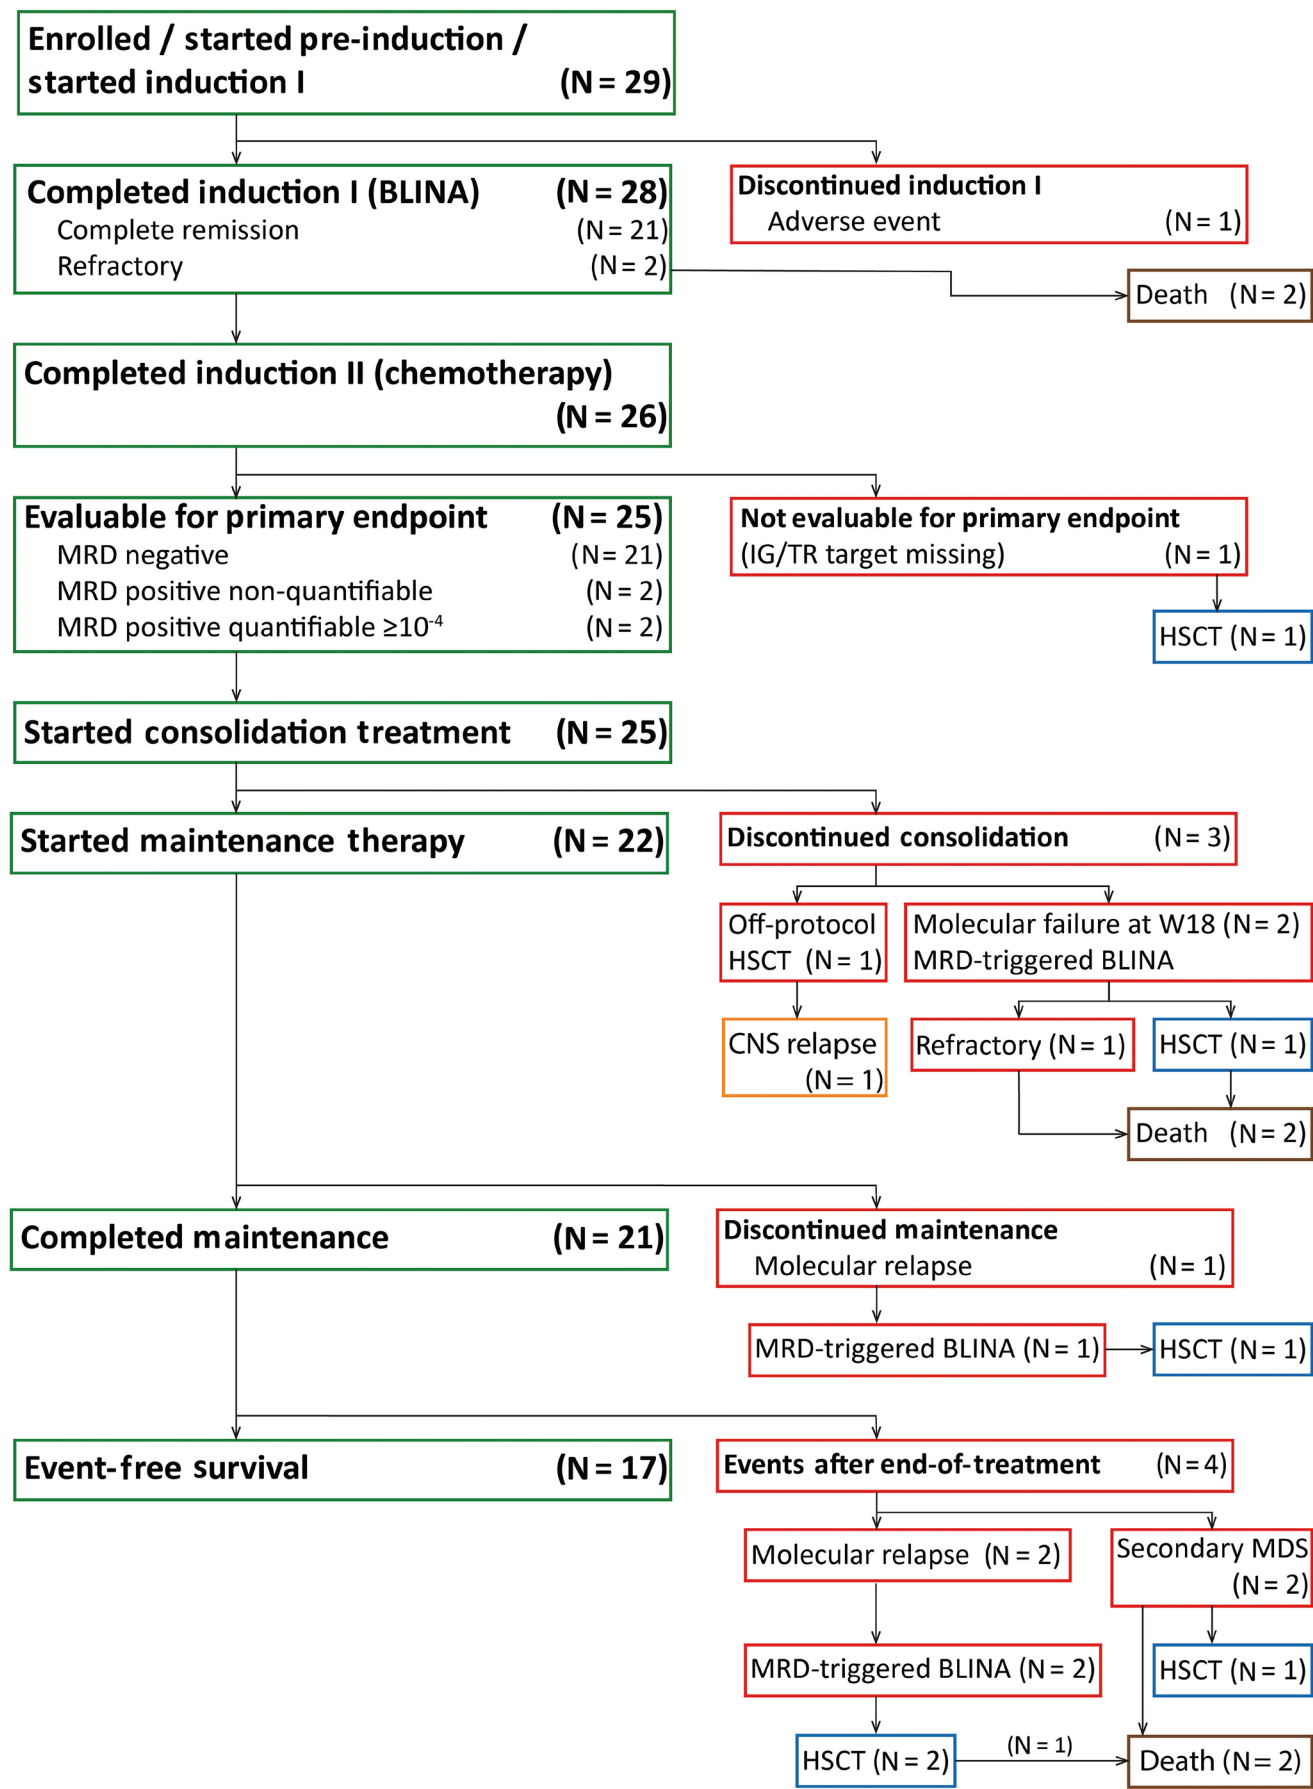 Enrolled / started pre-induction /
started induction I (N = 29)
Completed induction I (BLINA) (N = 28)
Complete remission (N = 21)
Refractory (N = 2)
Discontinued induction I
Adverse event (N = 1)
Death (N = 2)
Completed induction II (chemotherapy)
(N = 26)
Evaluable for primary endpoint (N = 25)
MRD negative (N = 21)
MRD positive non-quantifiable (N = 2)
MRD positive quantifiable ≥10⁻⁴ (N = 2)
Not evaluable for primary endpoint
(IG/TR target missing) (N = 1)
HSCT (N = 1)
Started consolidation treatment (N = 25)
Started maintenance therapy (N = 22)
Discontinued consolidation (N = 3)
Off-protocol
HSCT (N = 1)
Molecular failure at W18 (N = 2)
MRD-triggered BLINA
CNS relapse
(N = 1)
Refractory (N = 1)
HSCT (N = 1)
Death (N = 2)
Completed maintenance (N = 21)
Discontinued maintenance
Molecular relapse (N = 1)
MRD-triggered BLINA (N = 1)
HSCT (N = 1)
Event-free survival (N = 17)
Events after end-of-treatment (N = 4)
Molecular relapse (N = 2)
Secondary MDS
(N = 2)
MRD-triggered BLINA (N = 2)
HSCT (N = 1)
HSCT (N = 2)
(N = 1)
Death (N = 2)